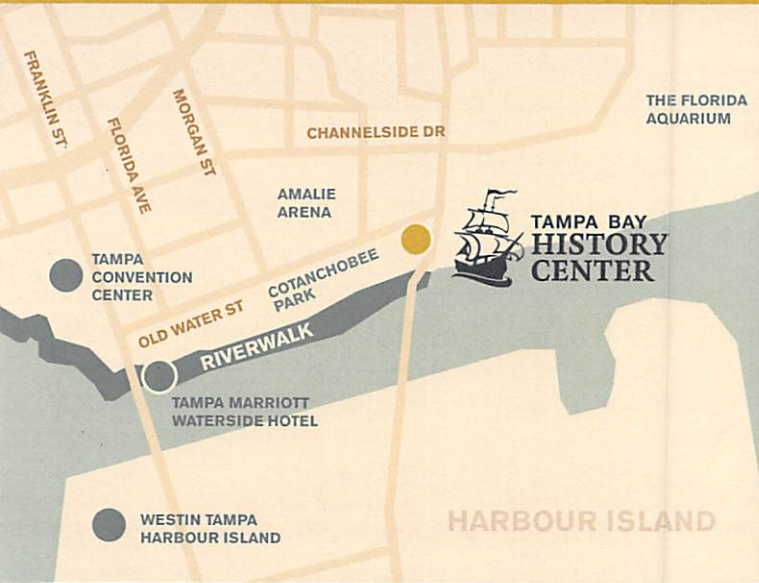 FRANKLIN ST
FLORIDA AVE
MORGAN ST
CHANNELSIDE DR
THE FLORIDA
AQUARIUM
AMALIE
ARENA
TAMPA BAY
HISTORY
CENTER
TAMPA
CONVENTION
CENTER
COTANCHOBEE
PARK
OLD WATER ST
RIVERWALK
TAMPA MARRIOTT
WATERSIDE HOTEL
WESTIN TAMPA
HARBOUR ISLAND
HARBOUR ISLAND